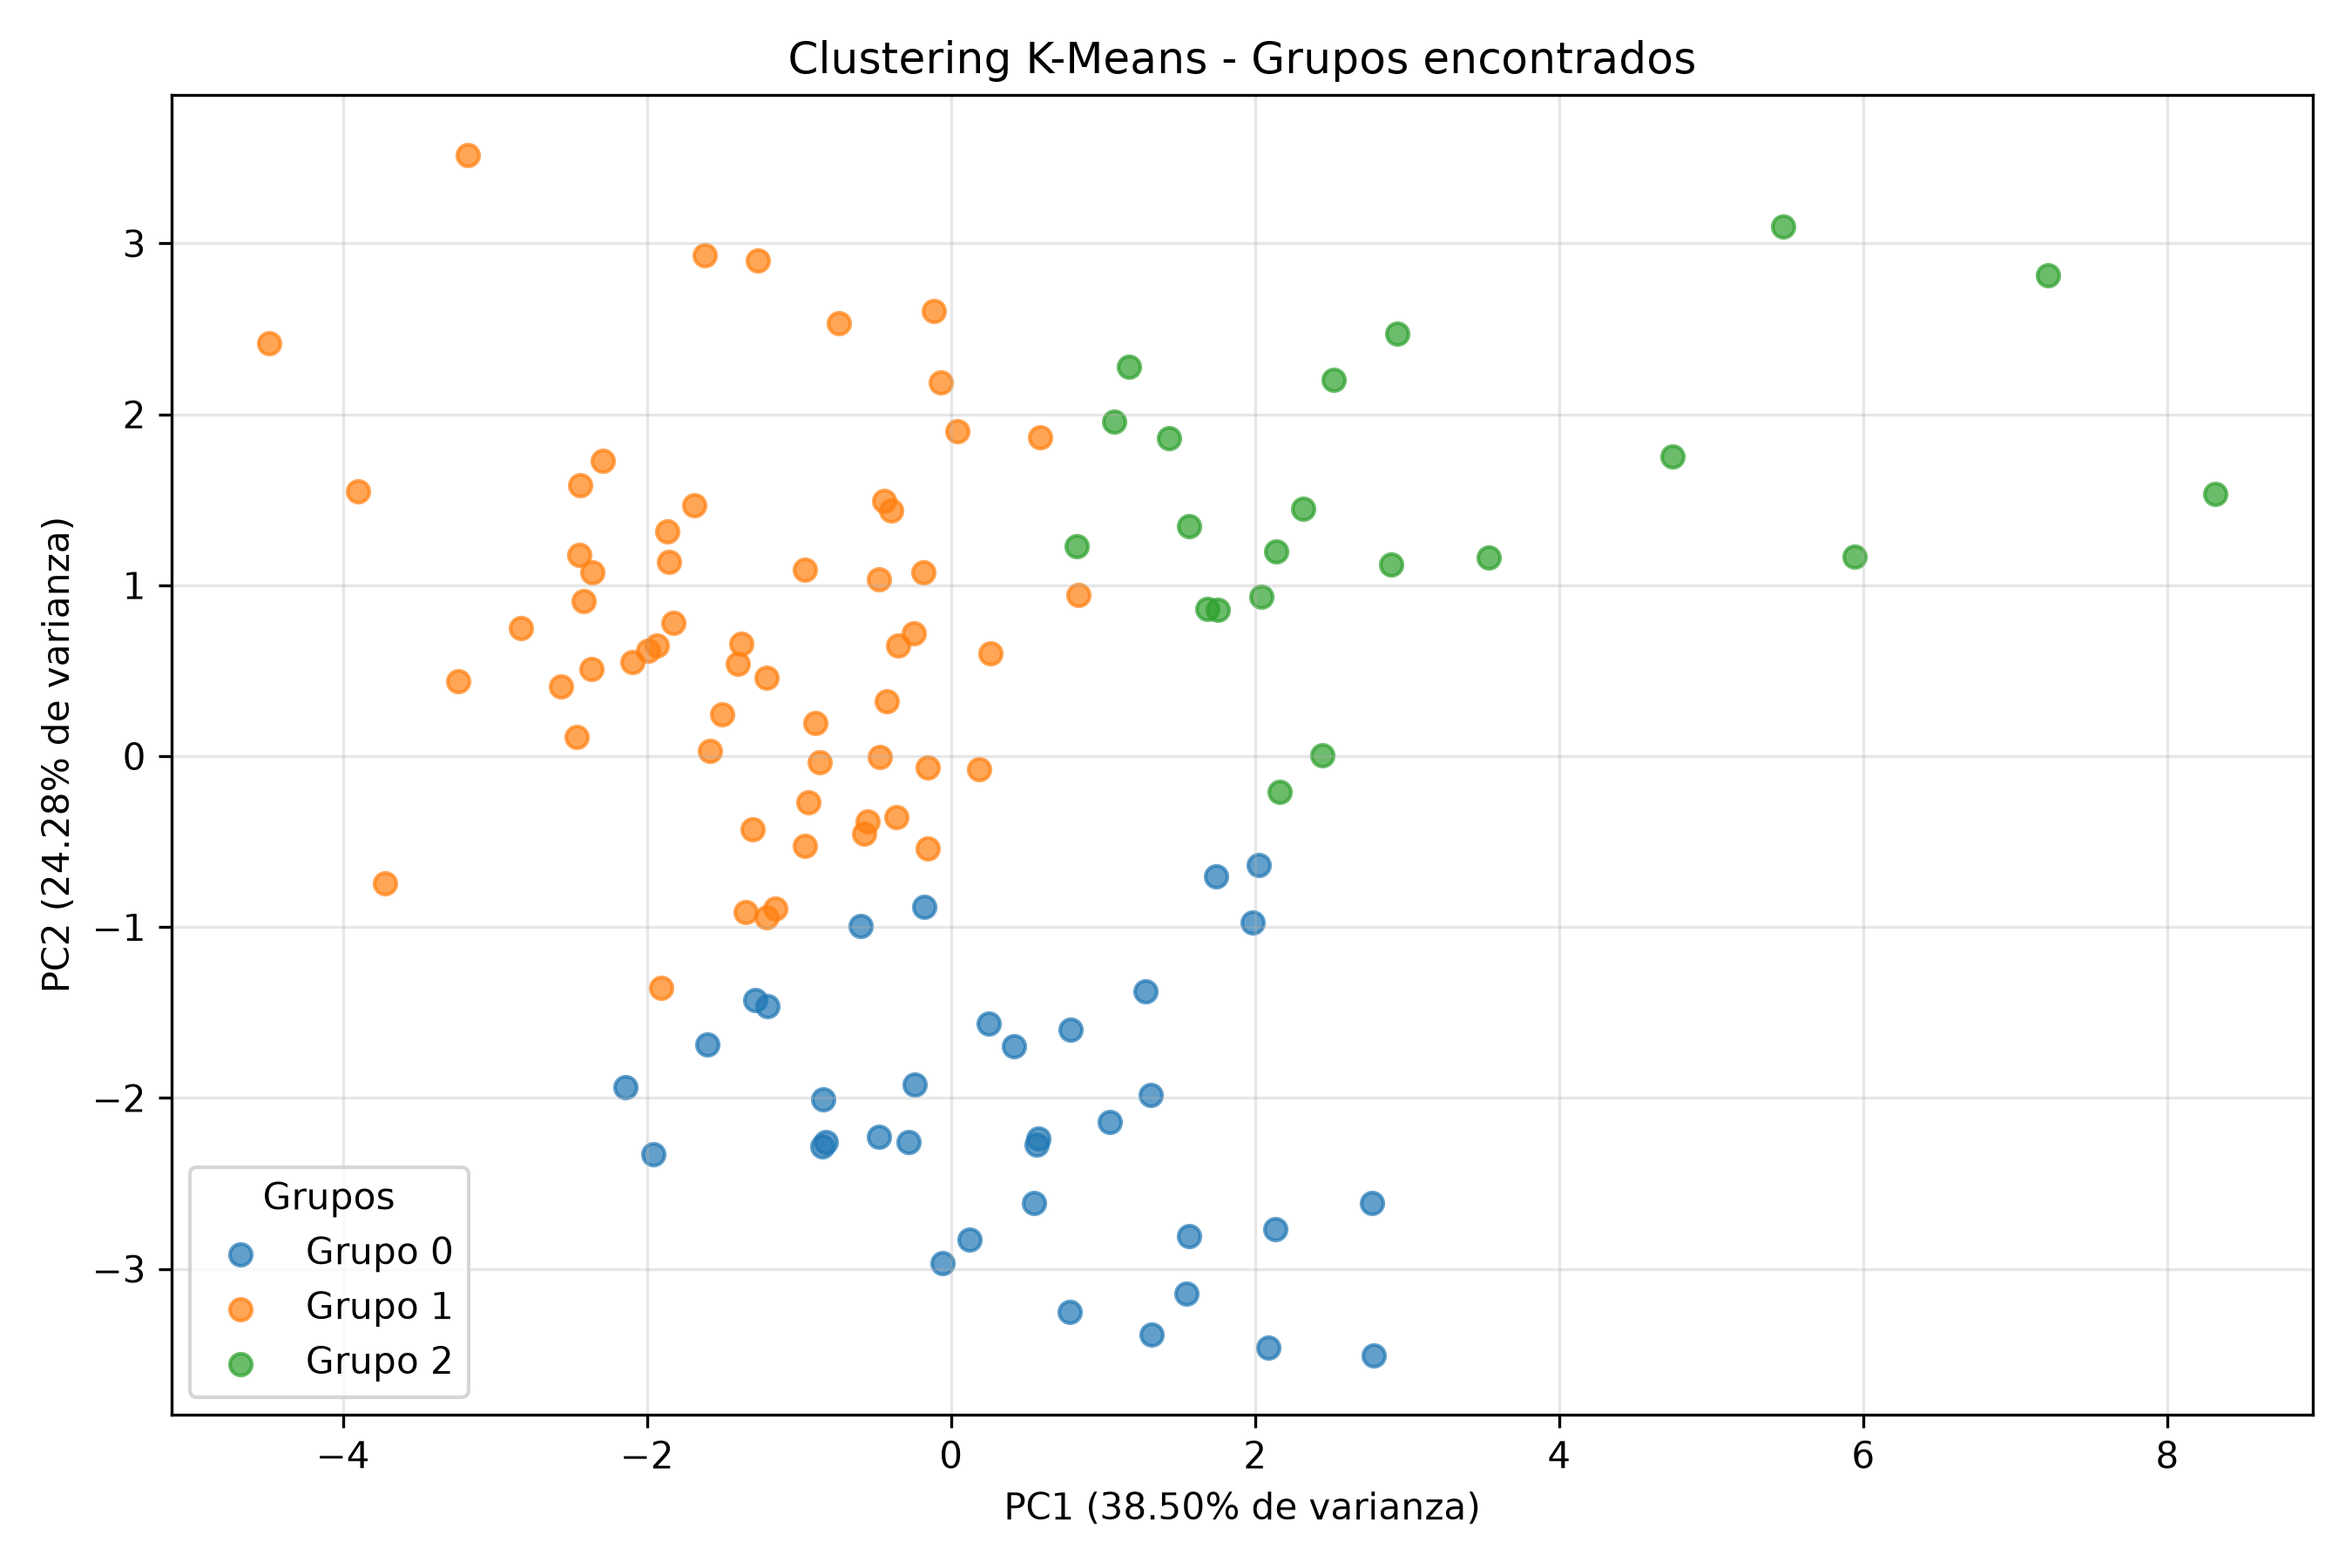 Clustering K-Means - Grupos encontrados
3
2
1
0
−1
−2
−3
PC2 (24.28% de varianza)
Grupos
Grupo 0
Grupo 1
Grupo 2
−4
−2
0
2
4
6
8
PC1 (38.50% de varianza)